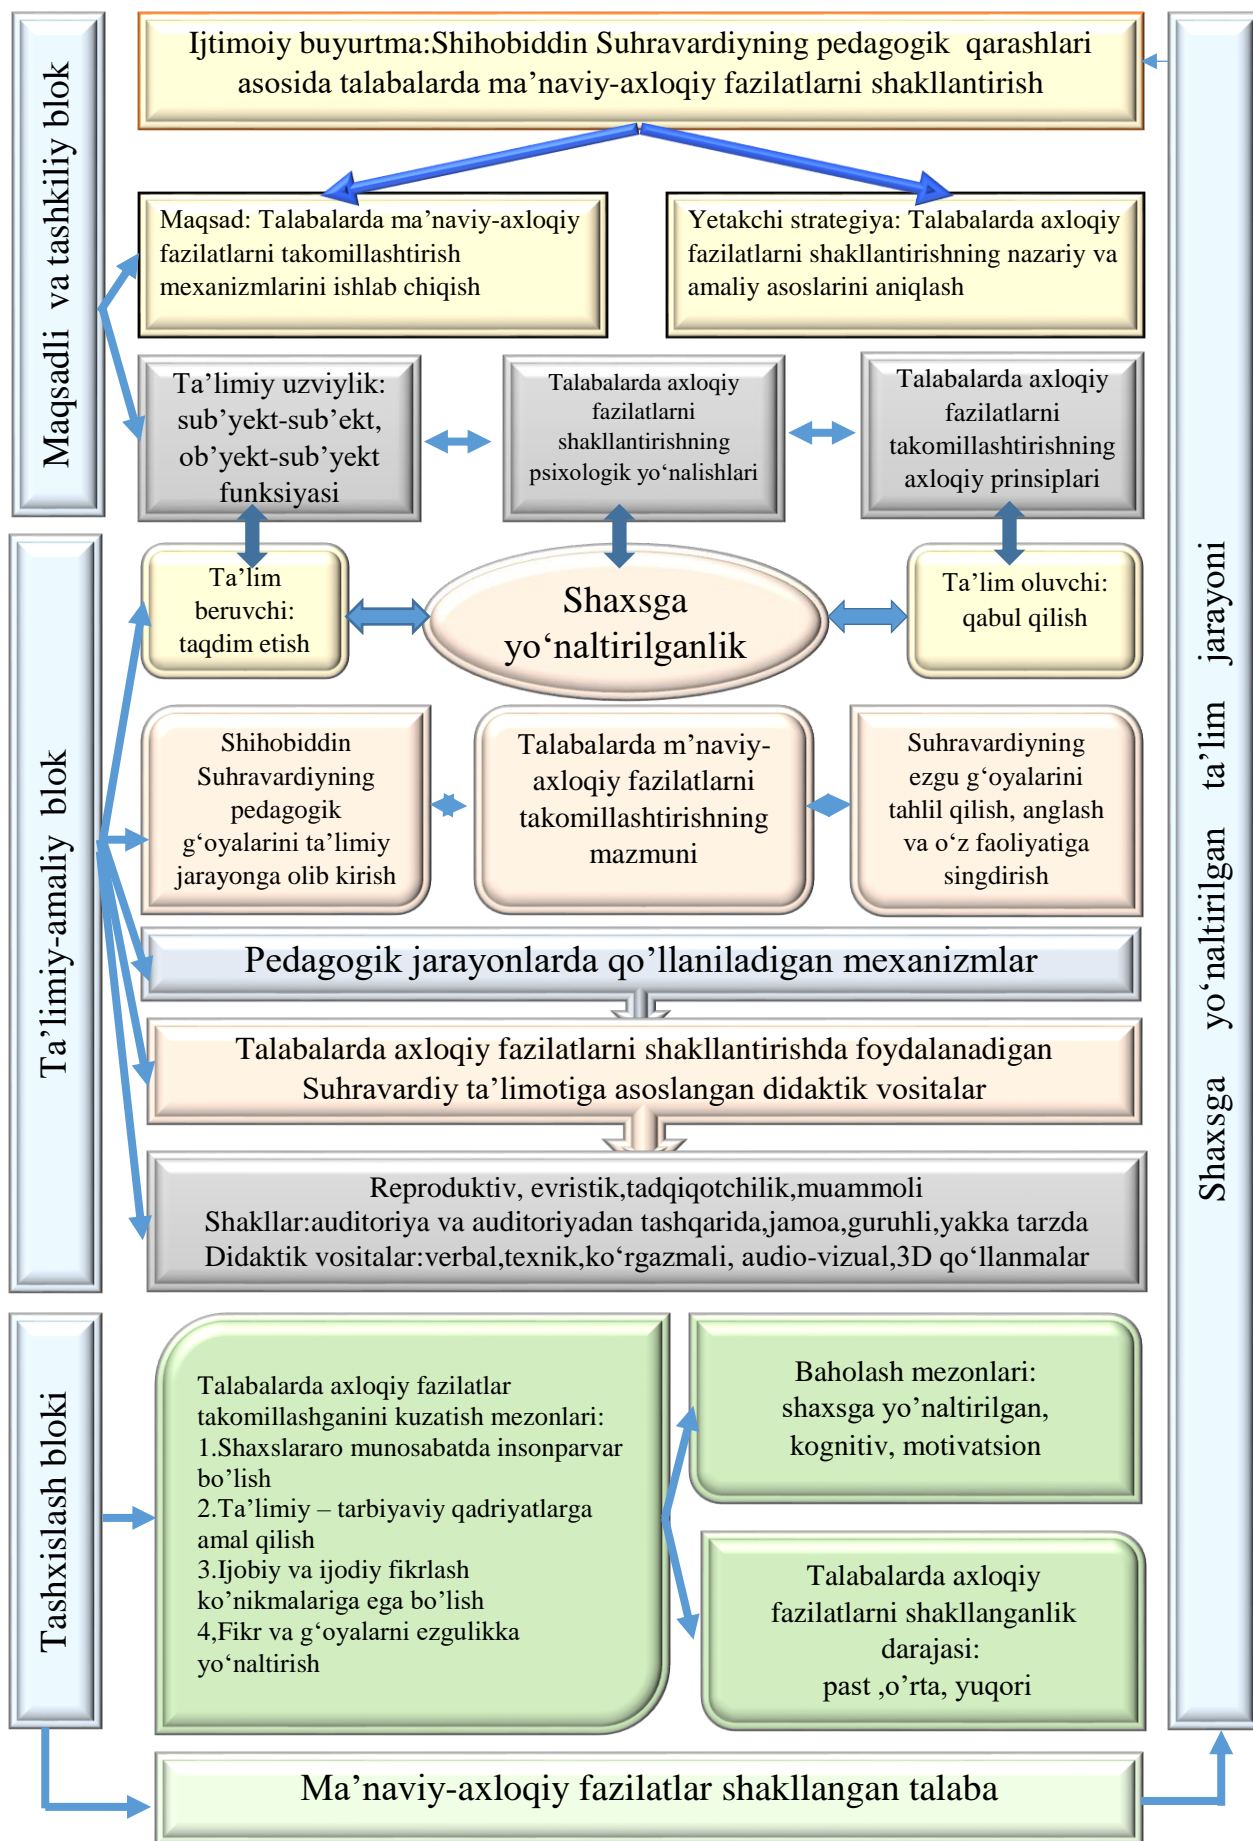 Ijtimoiy buyurtma:Shihobiddin Suhravardiyning pedagogik qarashlari
asosida talabalarda ma’naviy-axloqiy fazilatlarni shakllantirish
Maqsadli va tashkiliy blok
Maqsad: Talabalarda ma’naviy-axloqiy
fazilatlarni takomillashtirish
mexanizmlarini ishlab chiqish
Yetakchi strategiya: Talabalarda axloqiy
fazilatlarni shakllantirishning nazariy va
amaliy asoslarini aniqlash
Ta’limiy uzviylik:
sub’yekt-sub’ekt,
ob’yekt-sub’yekt
funksiyasi
Talabalarda axloqiy
fazilatlarni
shakllantirishning
psixologik yo‘nalishlari
Talabalarda axloqiy
fazilatlarni
takomillashtirishning
axloqiy prinsiplari
Ta’limiy-amaliy blok
Ta’lim
beruvchi:
taqdim etish
Shaxsga
yo‘naltirilganlik
Ta’lim oluvchi:
qabul qilish
Shihobiddin
Suhravardiyning
pedagogik
g‘oyalarini ta’limiy
jarayonga olib kirish
Talabalarda m’naviy-
axloqiy fazilatlarni
takomillashtirishning
mazmuni
Suhravardiyning
ezgu g‘oyalarini
tahlil qilish, anglash
va o‘z faoliyatiga
singdirish
Pedagogik jarayonlarda qo’llaniladigan mexanizmlar
Talabalarda axloqiy fazilatlarni shakllantirishda foydalanadigan
Suhravardiy ta’limotiga asoslangan didaktik vositalar
Reproduktiv, evristik,tadqiqotchilik,muammoli
Shakllar:auditoriya va auditoriyadan tashqarida,jamoa,guruhli,yakka tarzda
Didaktik vositalar:verbal,texnik,ko‘rgazmali, audio-vizual,3D qo‘llanmalar
Tashxislash bloki
Talabalarda axloqiy fazilatlar
takomillashganini kuzatish mezonlari:
1.Shaxslararo munosabatda insonparvar
bo’lish
2.Ta’limiy – tarbiyaviy qadriyatlarga
amal qilish
3.Ijobiy va ijodiy fikrlash
ko’nikmalariga ega bo’lish
4,Fikr va g‘oyalarni ezgulikka
yo‘naltirish
Baholash mezonlari:
shaxsga yo’naltirilgan,
kognitiv, motivatsion
Talabalarda axloqiy
fazilatlarni shakllanganlik
darajasi:
past ,o’rta, yuqori
Ma’naviy-axloqiy fazilatlar shakllangan talaba
Shaxsga yo‘naltirilgan ta’lim jarayoni